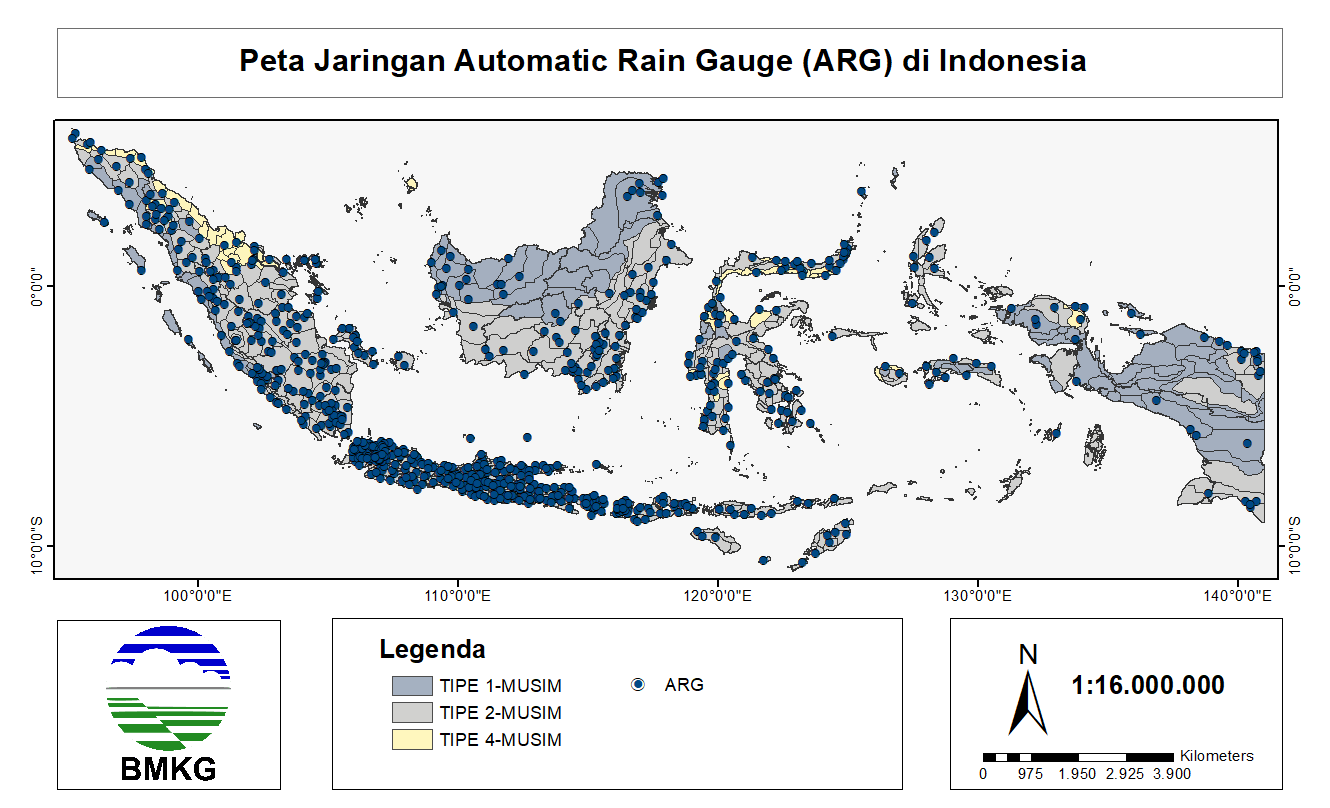 Peta Jaringan Automatic Rain Gauge (ARG) di Indonesia
0°0'0"
0°0'0"
10°0'0"S
10°0'0"S
100°0'0"E
110°0'0"E
120°0'0"E
130°0'0"E
140°0'0"E
BMKG
Legenda
TIPE 1-MUSIM
TIPE 2-MUSIM
TIPE 4-MUSIM
ARG
N
1:16.000.000
Kilometers
0 975 1.950 2.925 3.900